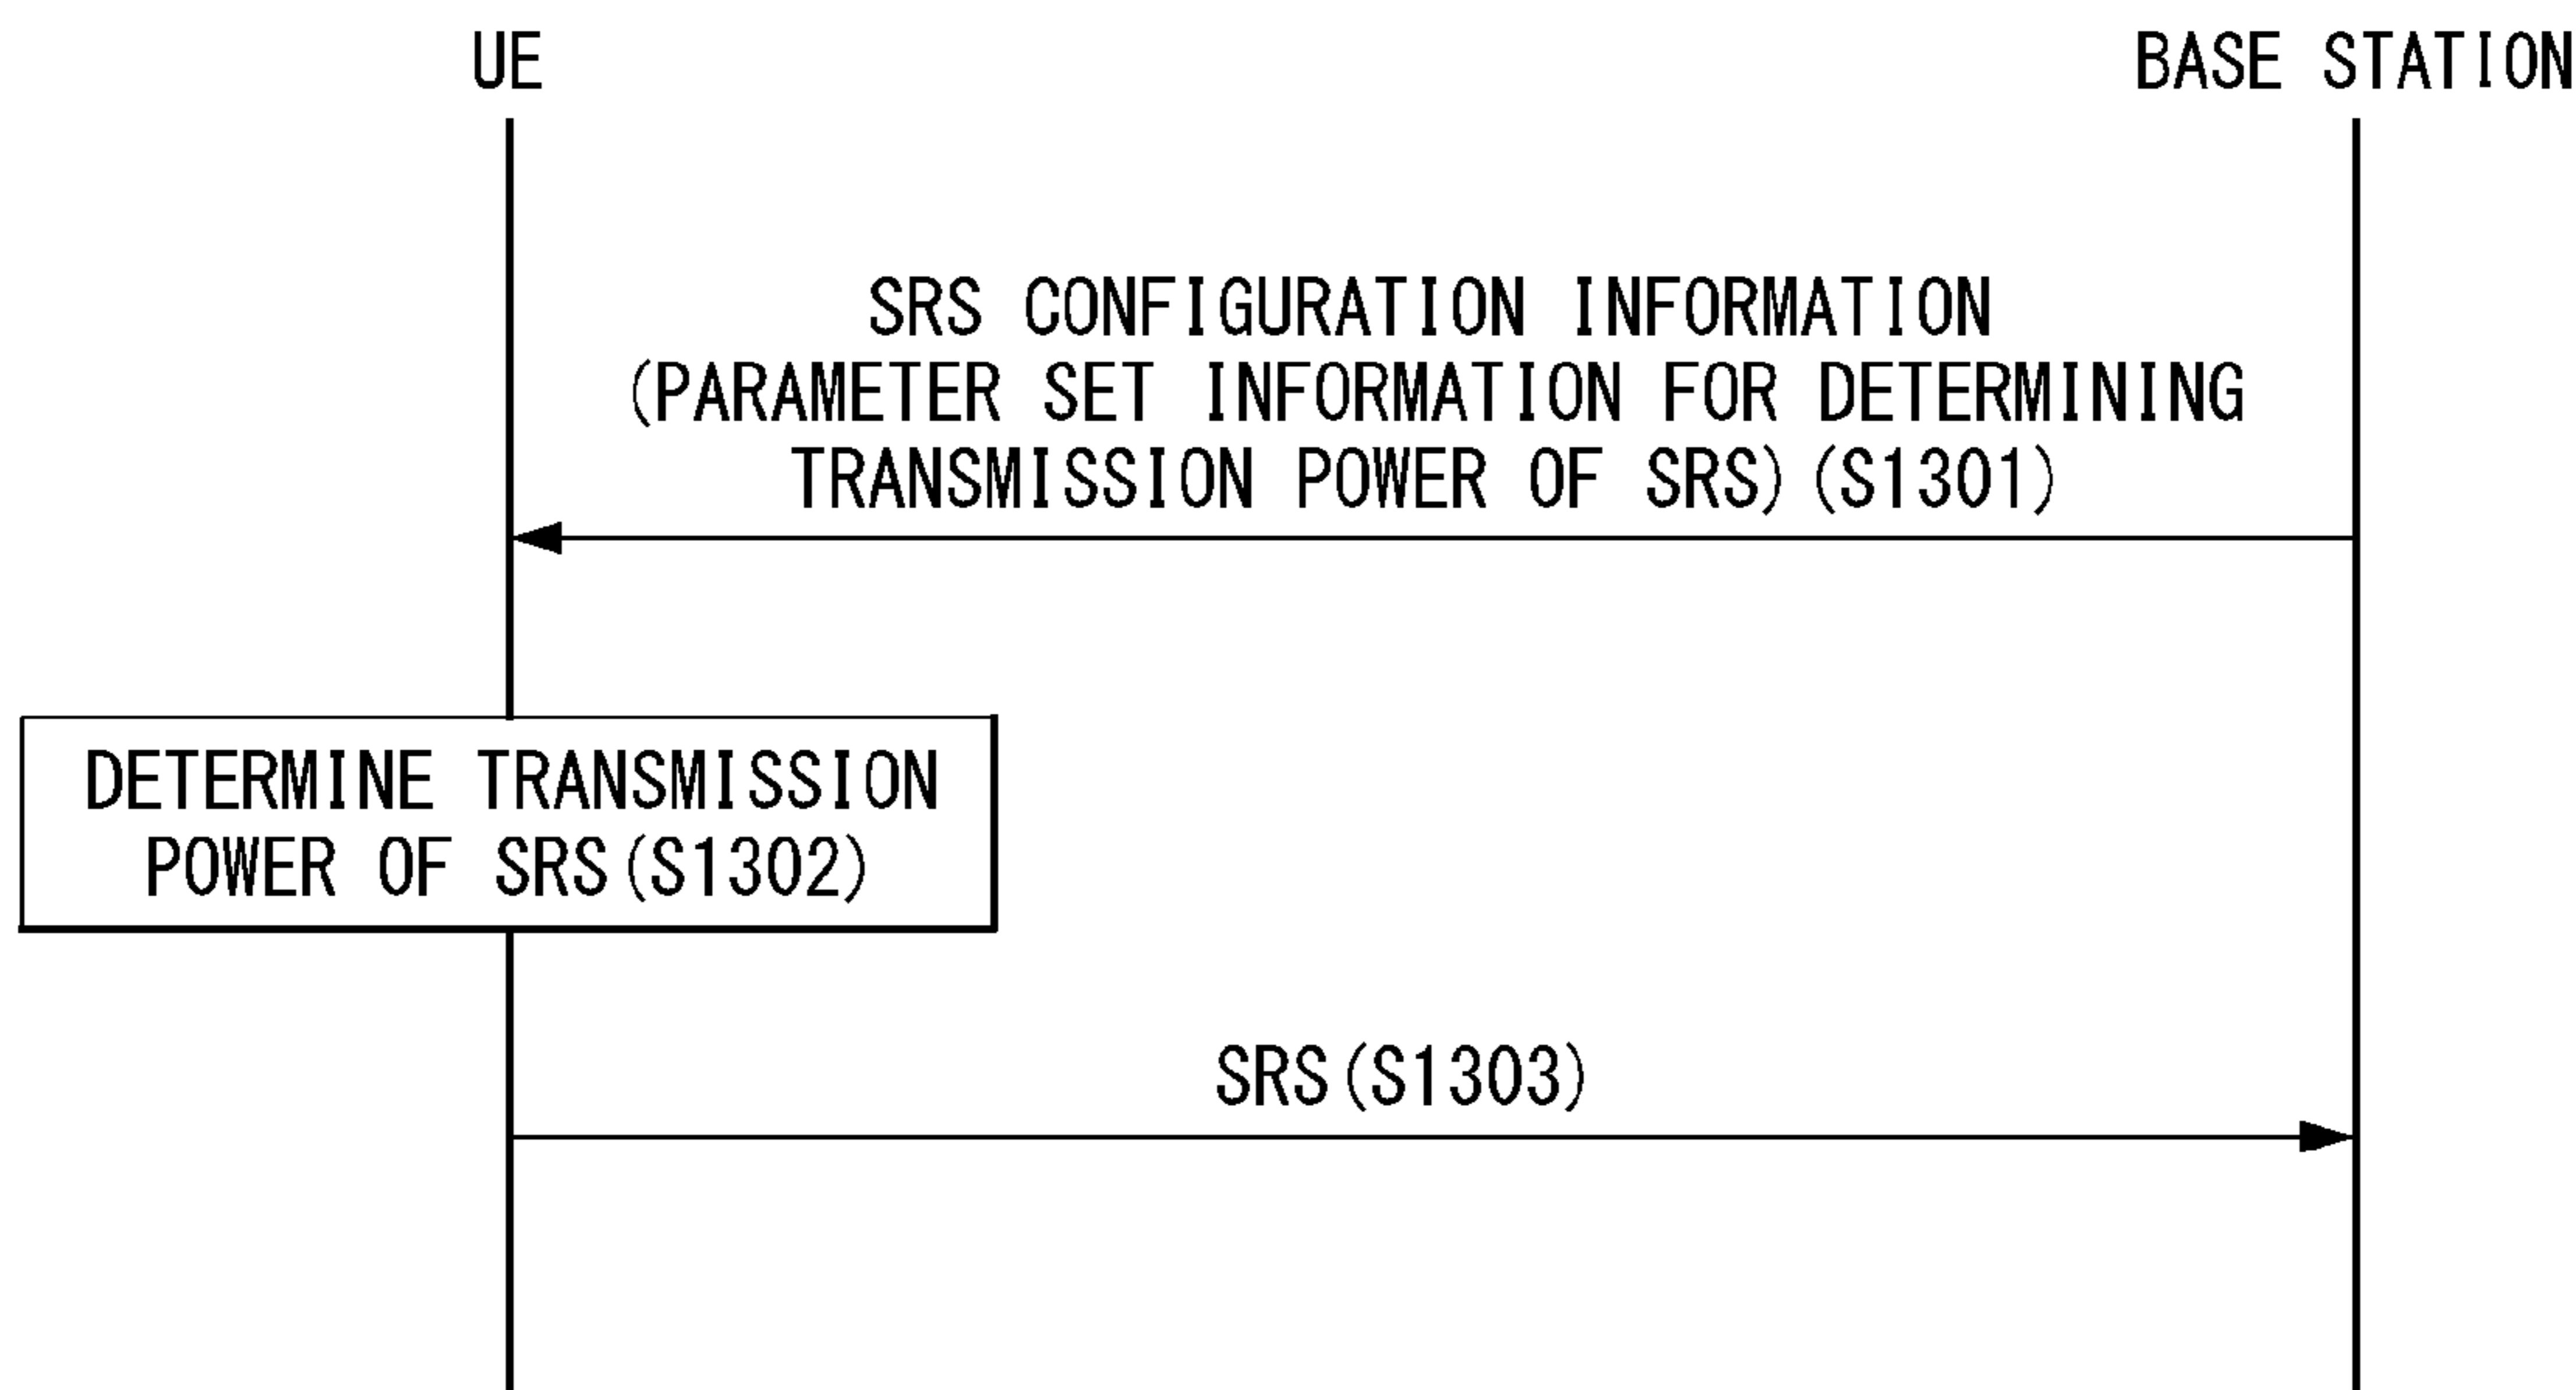 UE
BASE STATION
SRS CONFIGURATION INFORMATION
(PARAMETER SET INFORMATION FOR DETERMINING
TRANSMISSION POWER OF SRS)(S1301)
DETERMINE TRANSMISSION
POWER OF SRS(S1302)
SRS(S1303)